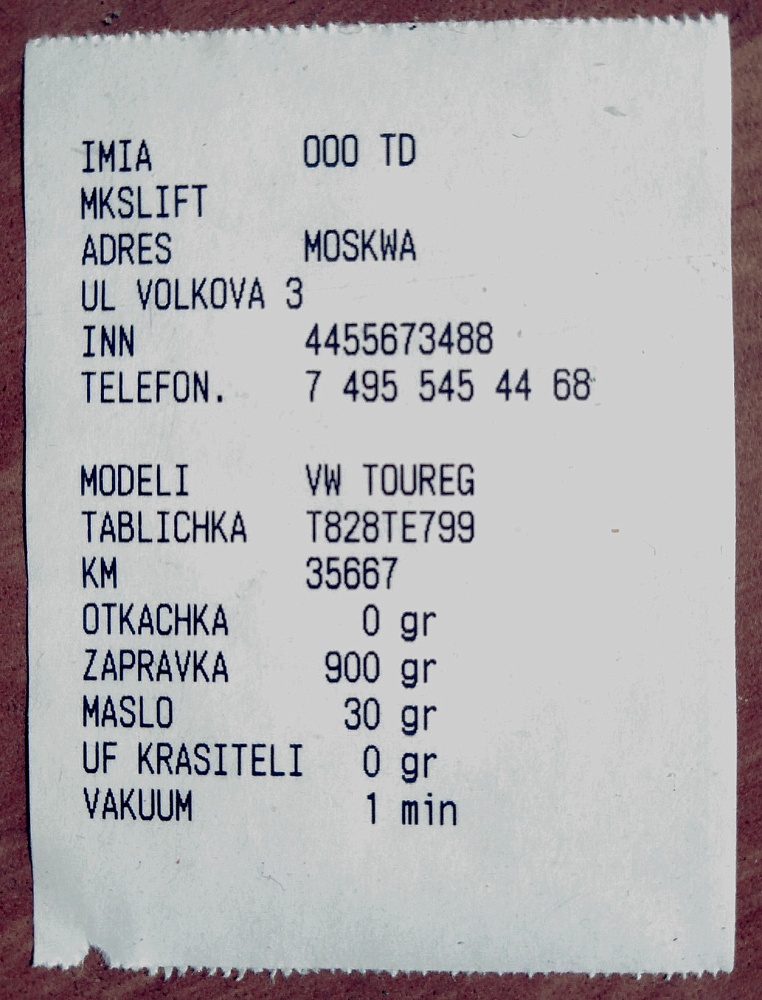 IMIA 000 TD
MKSLIFT
ADRES MOSKWA
UL VOLKOVA 3
INN 4455673488
TELEFON. 7 495 545 44 68
MODELI VW TOUREG
TABLICHKA T828TE799
KM 35667
OTKACHKA 0 gr
ZAPRAVKA 900 gr
MASLO 30 gr
UF KRASITELI 0 gr
VAKUUM 1 min